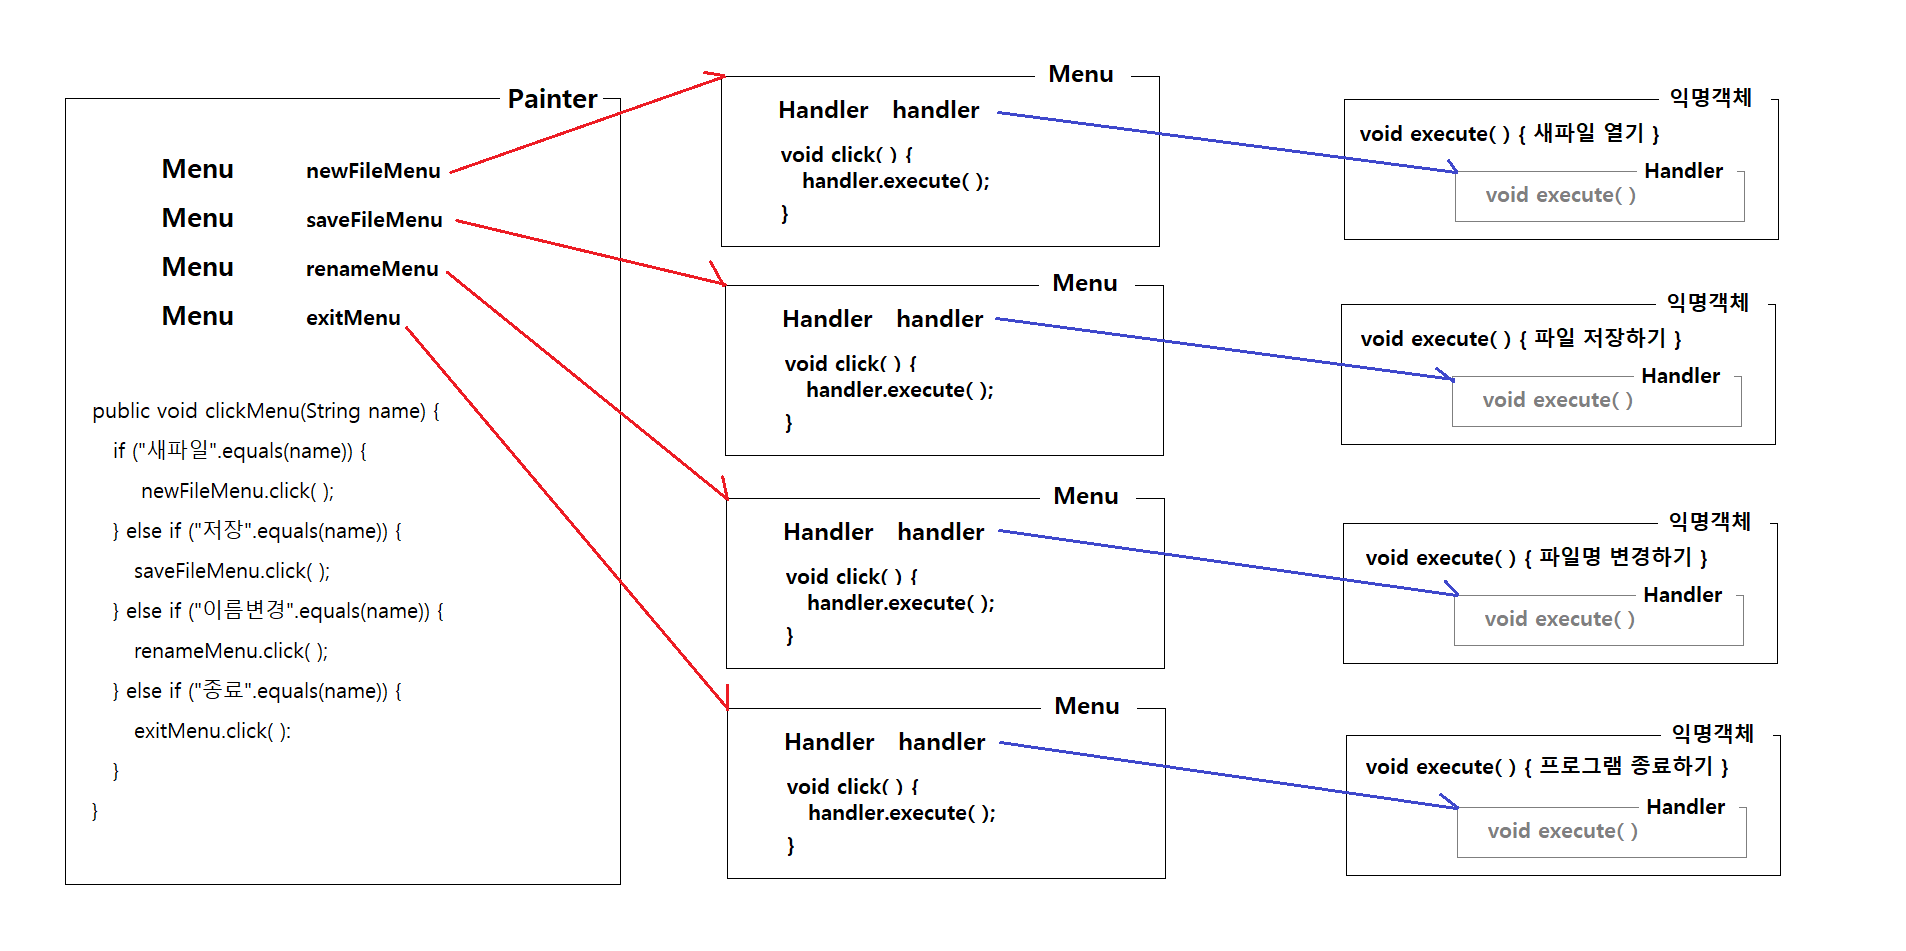 Painter
Menu newFileMenu
Menu saveFileMenu
Menu renameMenu
Menu exitMenu
public void clickMenu(String name) {
if ("새파일".equals(name)) {
newFileMenu.click( );
} else if ("저장".equals(name)) {
saveFileMenu.click( );
} else if ("이름변경".equals(name)) {
renameMenu.click( );
} else if ("종료".equals(name)) {
exitMenu.click( ):
}
}
Menu
Handler handler
void click( ) {
handler.execute( );
}
Menu
Handler handler
void click( ) {
handler.execute( );
}
Menu
Handler handler
void click( ) {
handler.execute( );
}
Menu
Handler handler
void click( ) {
handler.execute( );
}
익명객체
void execute( ) { 새파일 열기 }
Handler
void execute( )
익명객체
void execute( ) { 파일 저장하기 }
Handler
void execute( )
익명객체
void execute( ) { 파일명 변경하기 }
Handler
void execute( )
익명객체
void execute( ) { 프로그램 종료하기 }
Handler
void execute( )